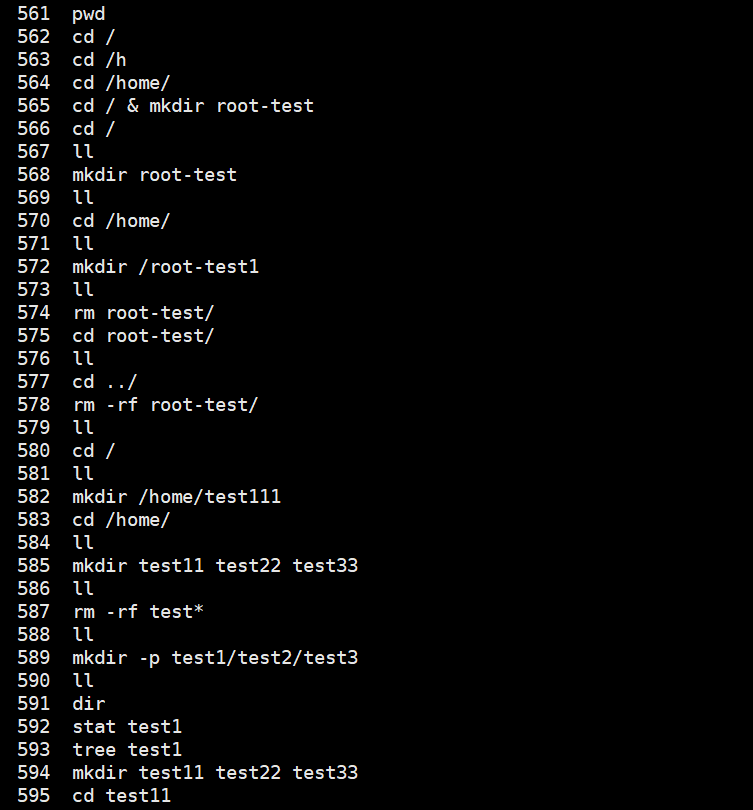 561 pwd
562 cd /
563 cd /h
564 cd /home/
565 cd / & mkdir root-test
566 cd /
567 ll
568 mkdir root-test
569 ll
570 cd /home/
571 ll
572 mkdir /root-test1
573 ll
574 rm root-test/
575 cd root-test/
576 ll
577 cd ../
578 rm -rf root-test/
579 ll
580 cd /
581 ll
582 mkdir /home/test111
583 cd /home/
584 ll
585 mkdir test11 test22 test33
586 ll
587 rm -rf test*
588 ll
589 mkdir -p test1/test2/test3
590 ll
591 dir
592 stat test1
593 tree test1
594 mkdir test11 test22 test33
595 cd test11